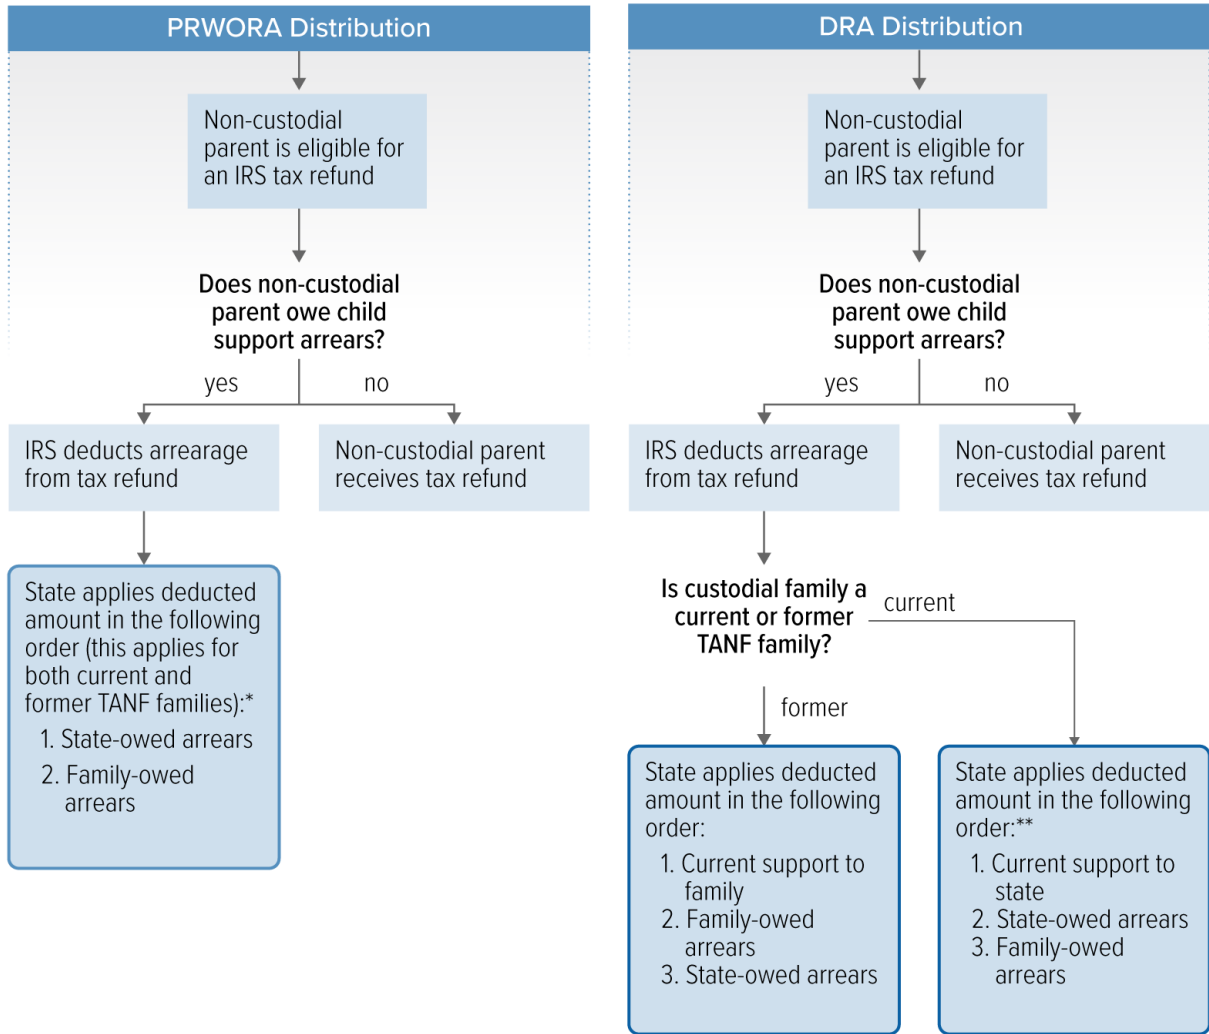 PRWORA Distribution
Non-custodial
parent is eligible for
an IRS tax refund
Does non-custodial
parent owe child
support arrears?
yes
no
IRS deducts arrearage
from tax refund
Non-custodial parent
receives tax refund
State applies deducted
amount in the following
order (this applies for
both current and
former TANF families):*
1. State-owed arrears
2. Family-owed
arrears
DRA Distribution
Non-custodial
parent is eligible for
an IRS tax refund
Does non-custodial
parent owe child
support arrears?
yes
no
IRS deducts arrearage
from tax refund
Non-custodial parent
receives tax refund
Is custodial family a
current or former
TANF family?
current
former
State applies deducted
amount in the following
order:
1. Current support to
family
2. Family-owed
arrears
3. State-owed arrears
State applies deducted
amount in the following
order:**
1. Current support to
state
2. State-owed arrears
3. Family-owed
arrears